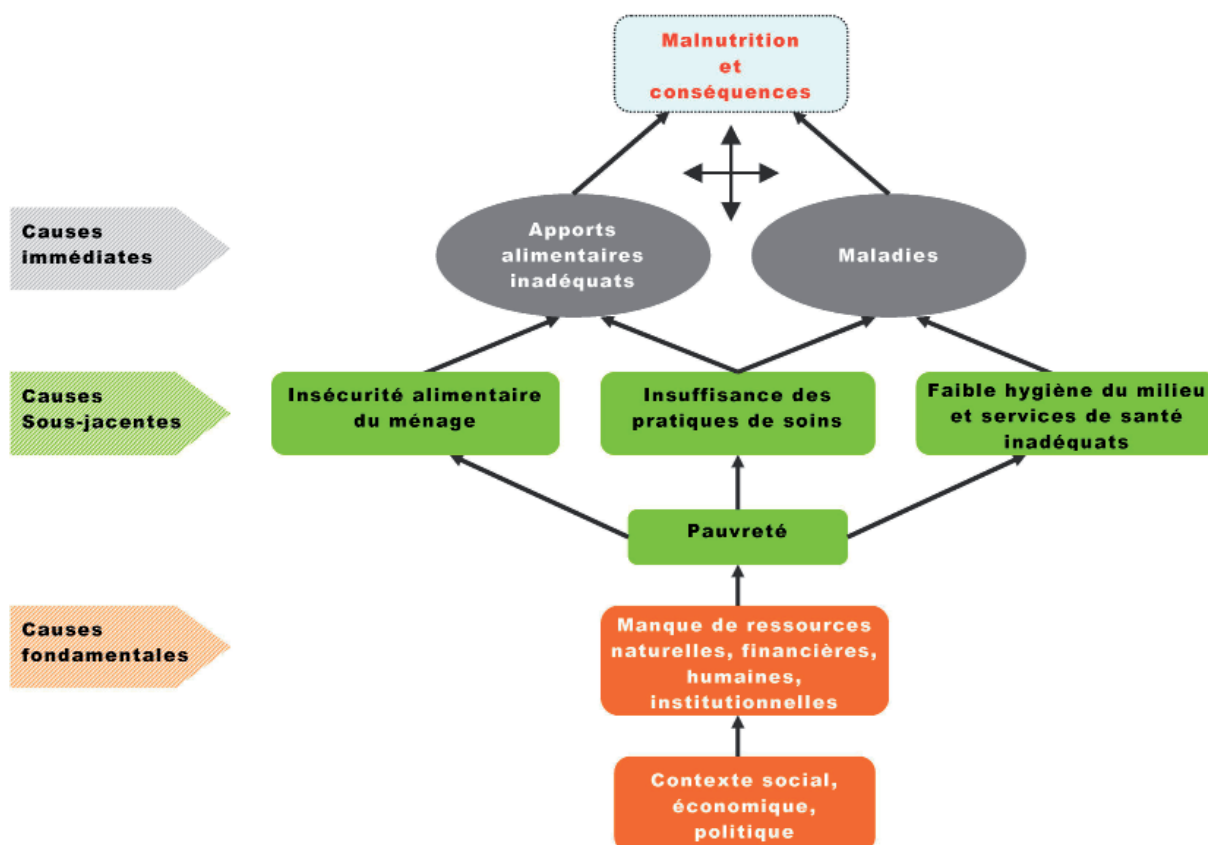 Malnutrition
et
conséquences
Causes
immédiates
Apports
alimentaires
inadéquats
Maladies
Causes
Sous-jacentes
Insécurité alimentaire
du ménage
Insuffisance des
pratiques de soins
Faible hygiène du milieu
et services de santé
inadéquats
Pauvreté
Causes
fondamentales
Manque de ressources
naturelles, financières,
humaines,
institutionnelles
Contexte social,
économique,
politique